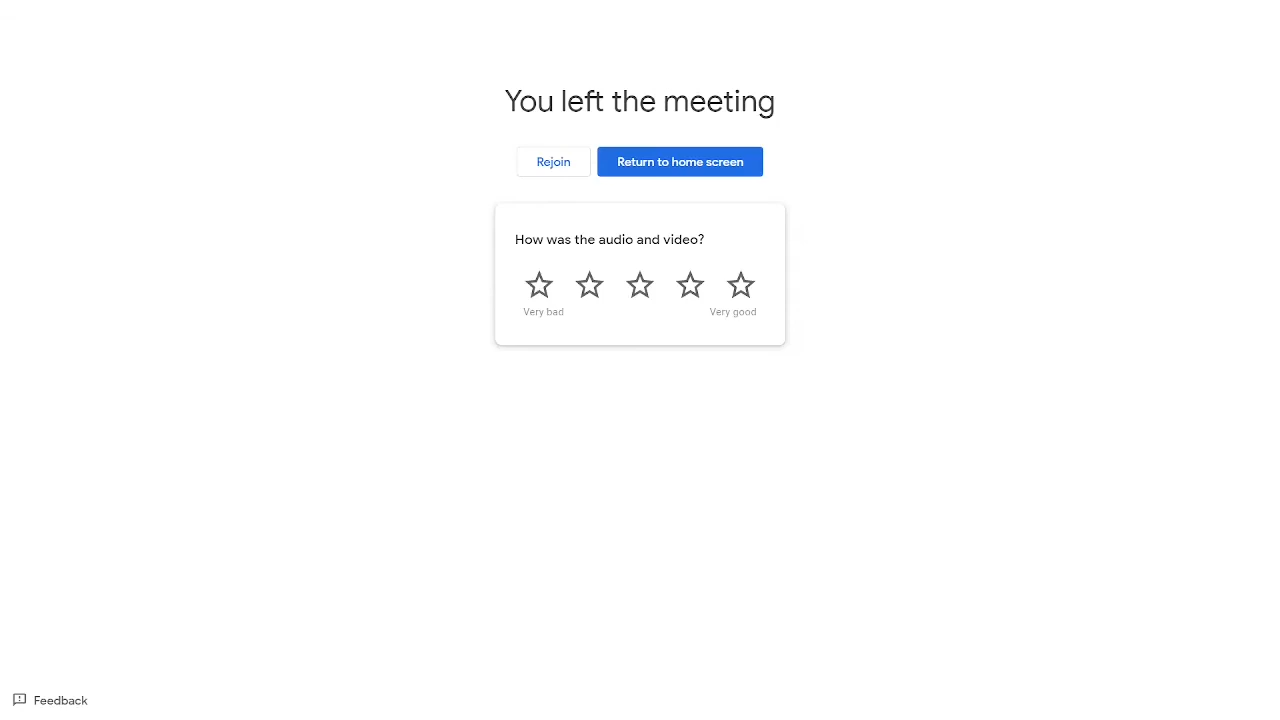 You left the meeting
Rejoin
Return to home screen
How was the audio and video?
Very bad
Very good
Feedback